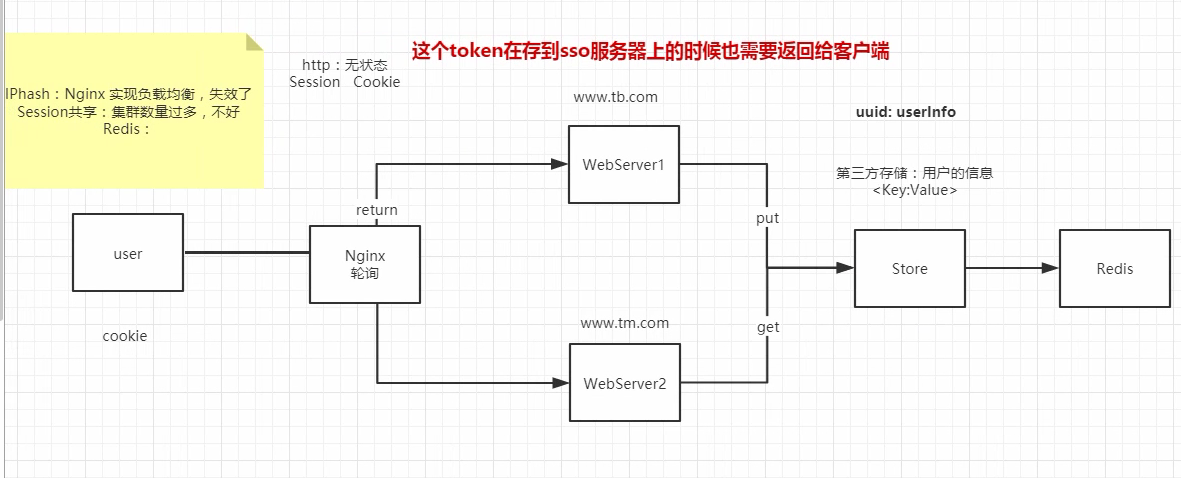 这个token在存到sso服务器上的时候也需要返回给客户端
http：无状态
Session Cookie
IPhash：Nginx 实现负载均衡，失效了
Session共享：集群数量过多，不好
Redis：
www.tb.com
uuid: userInfo
WebServer1
第三方存储：用户的信息
<Key:Value>
return
put
user
Nginx
轮询
Store
Redis
cookie
www.tm.com
get
WebServer2